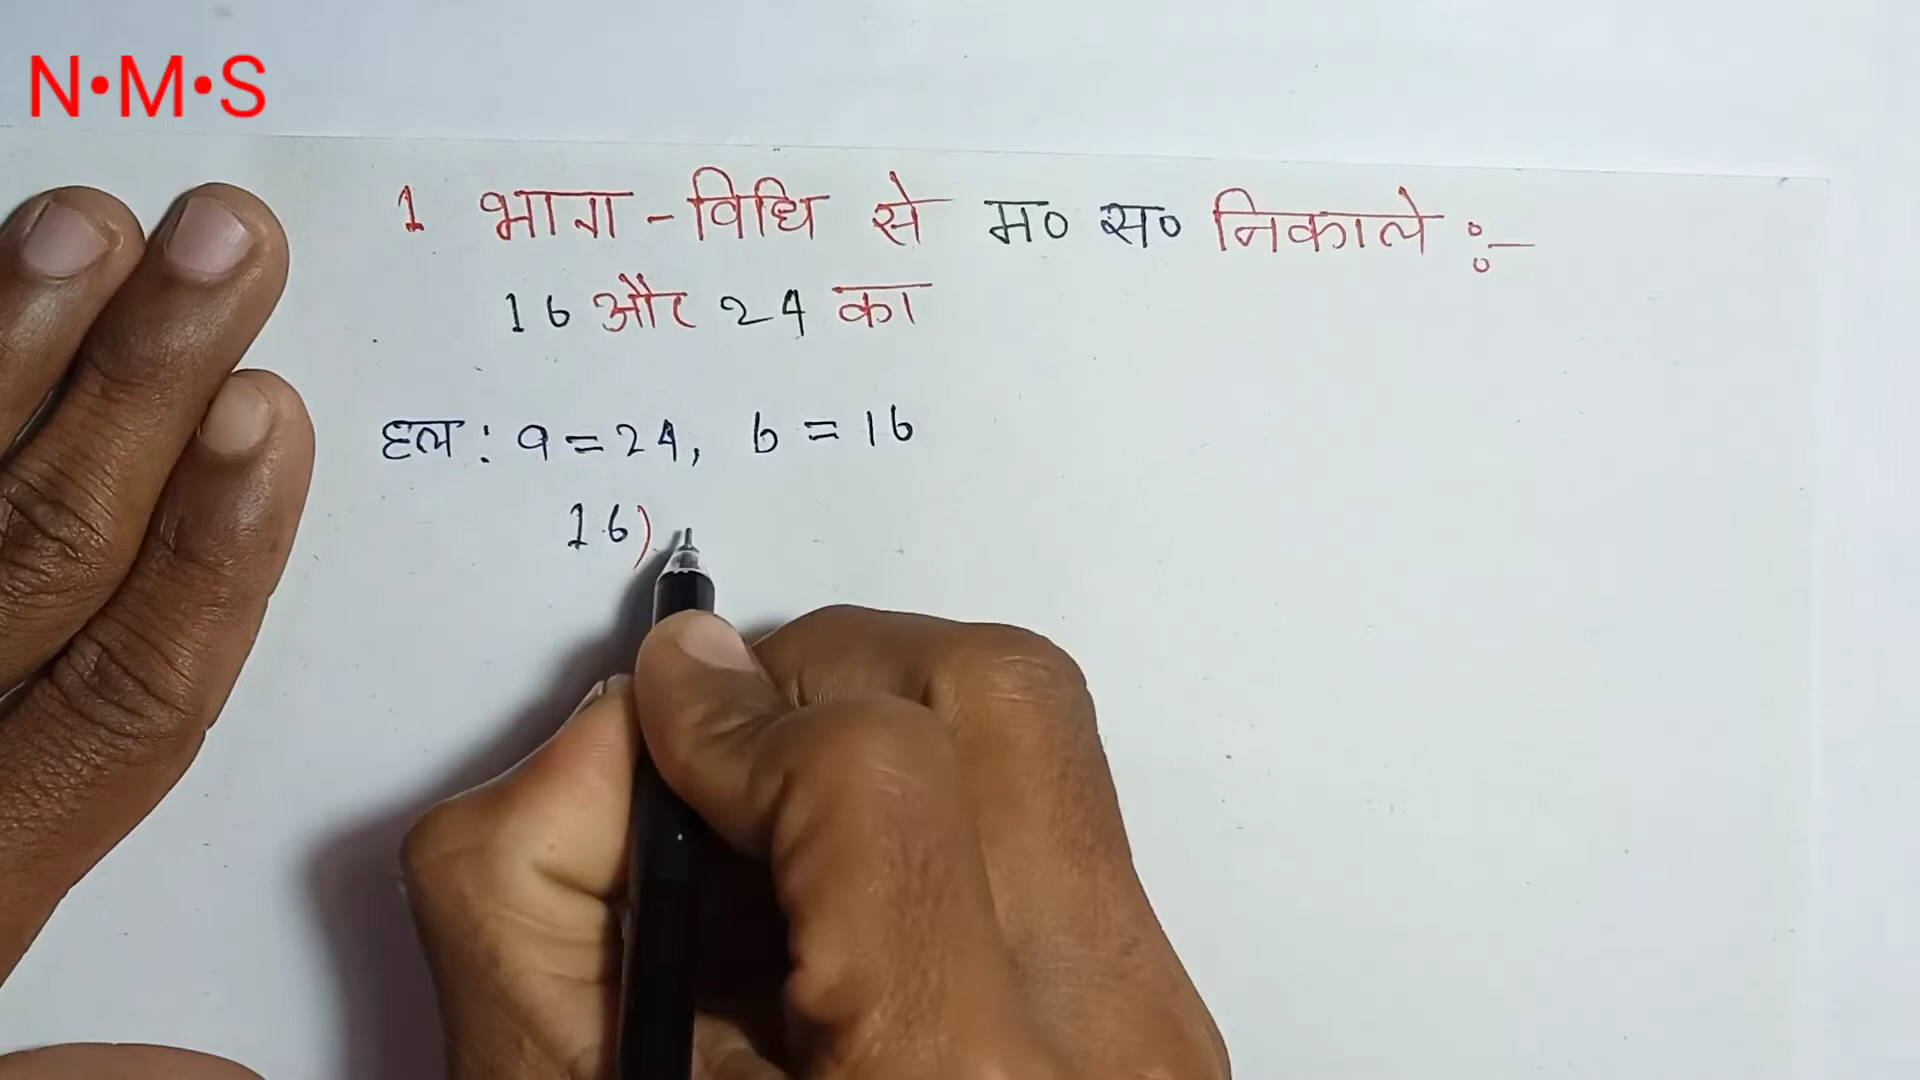 N•M•S
1 भाग - विधि से म० स० निकाले :-
16 और 24 का
हल : a = 24, b = 16
16)